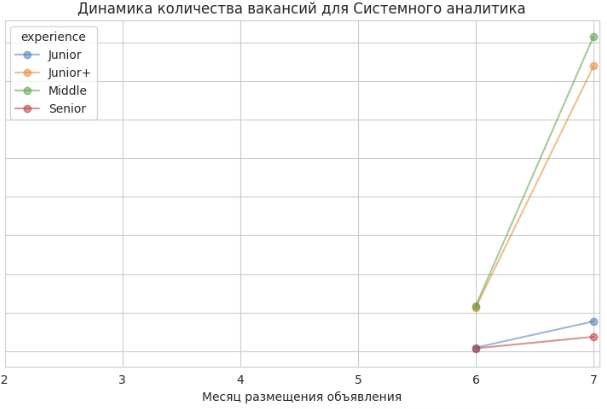 Динамика количества вакансий для Системного аналитика
experience
Junior
Junior+
Middle
Senior
2 3 4 5 6 7
Месяц размещения объявления